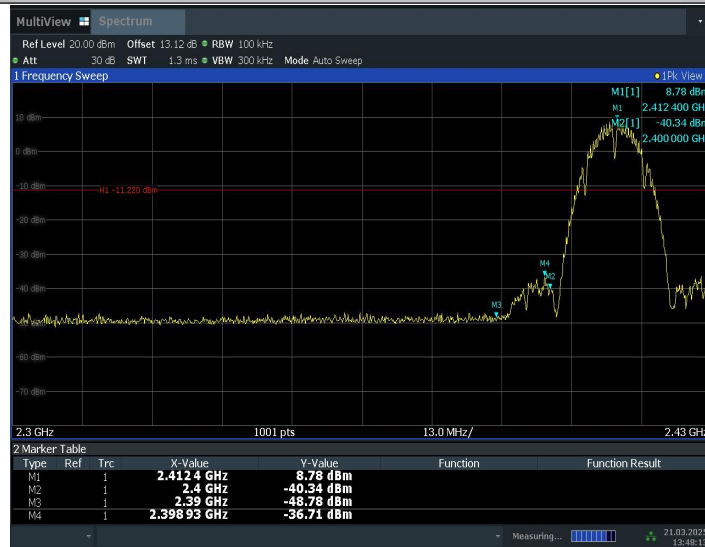 MultiView Spectrum
Ref Level 20.00 dBm Offset 13.12 dB RBW 100 kHz
Att 30 dB SWT 1.3 ms VBW 300 kHz Mode Auto Sweep
1 Frequency Sweep 1Pk View
M1[1] 8.78 dBm
M1 2.412 400 GHz
10 dBm
M2[1] -40.34 dBm
0 dBm
2.400 000 GHz
-10 dBm
H1 -11.220 dBm
-20 dBm
-30 dBm
M4
M2
-40 dBm
M3
-60 dBm
-70 dBm
2.3 GHz 1001 pts 13.0 MHz/ 2.43 GHz
2 Marker Table
Type Ref Trc X-Value Y-Value Function Function Result
M1 1 2.412 4 GHz 8.78 dBm
M2 1 2.4 GHz -40.34 dBm
M3 1 2.39 GHz -48.78 dBm
M4 1 2.398 93 GHz -36.71 dBm
Measuring... 21.03.2025
13:48:13